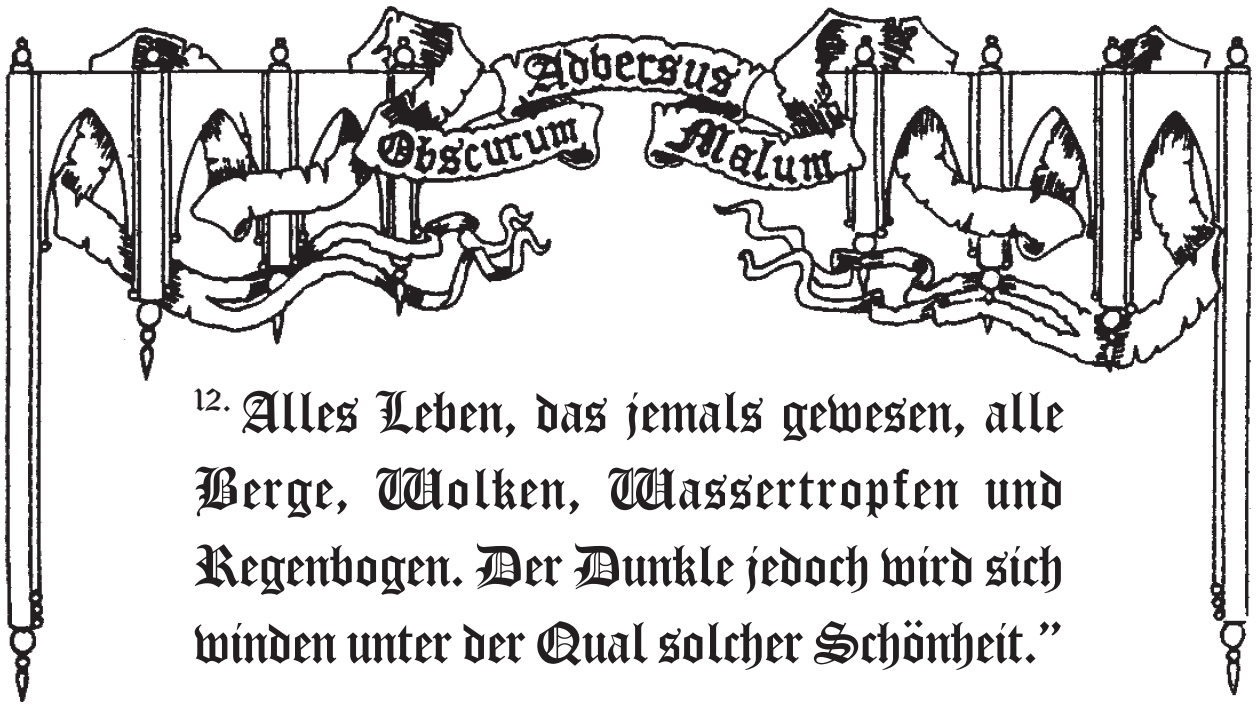 Adversus
Obscurum Malum
12. Alles Leben, das jemals gewesen, alle
Berge, Wolken, Wassertropfen und
Regenbogen. Der Dunkle jedoch wird sich
winden unter der Qual solcher Schönheit.”